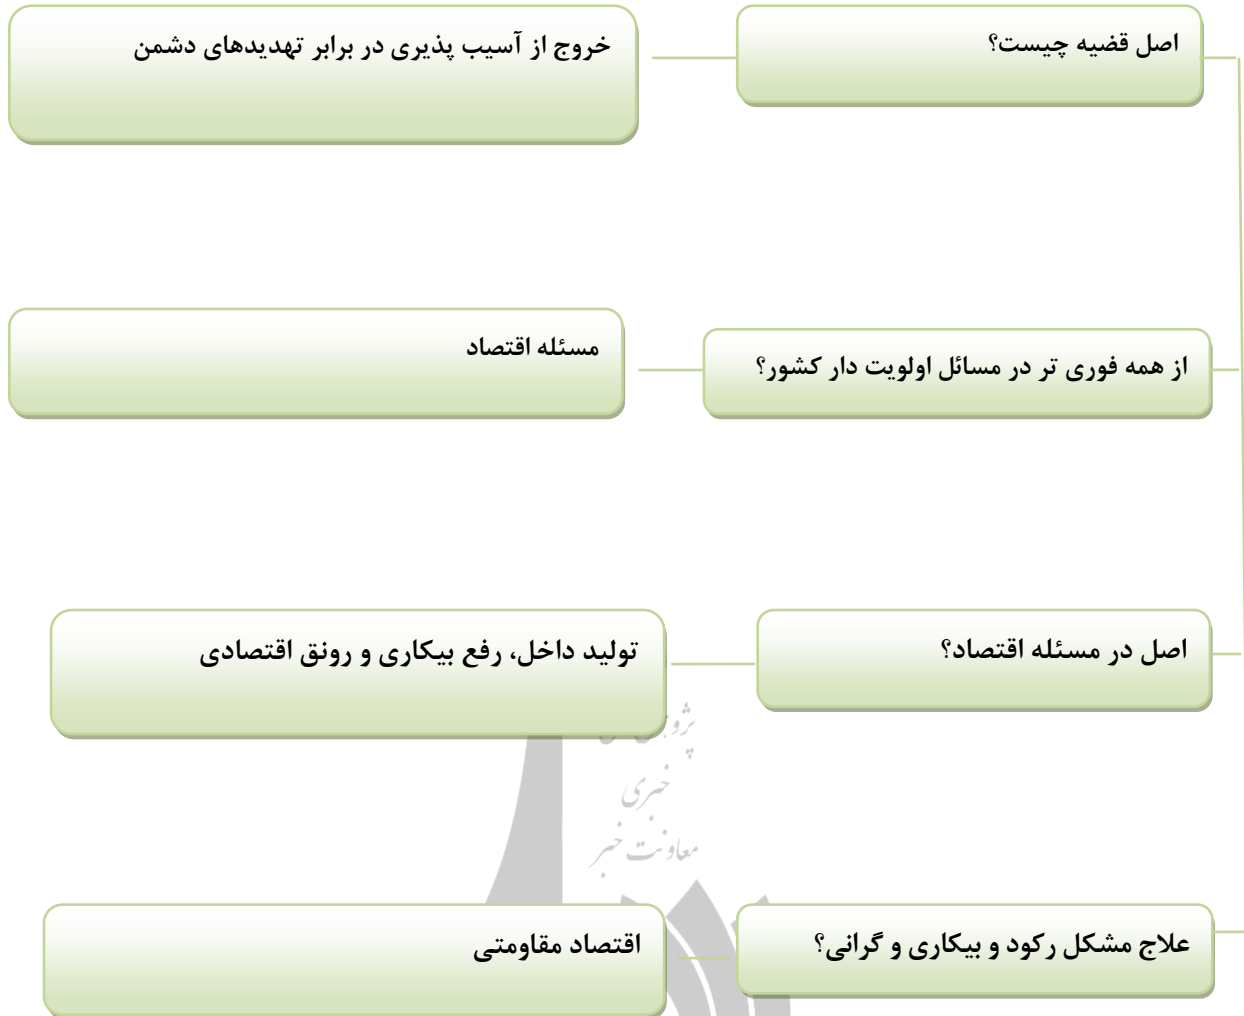 اصل قضیه چیست؟
خروج از آسیب پذیری در برابر تهدیدهای دشمن
از همه فوری تر در مسائل اولویت دار کشور؟
مسئله اقتصاد
اصل در مسئله اقتصاد؟
تولید داخل، رفع بیکاری و رونق اقتصادی
خبری
معاونت خبر
علاج مشکل رکود و بیکاری و گرانی؟
اقتصاد مقاومتی